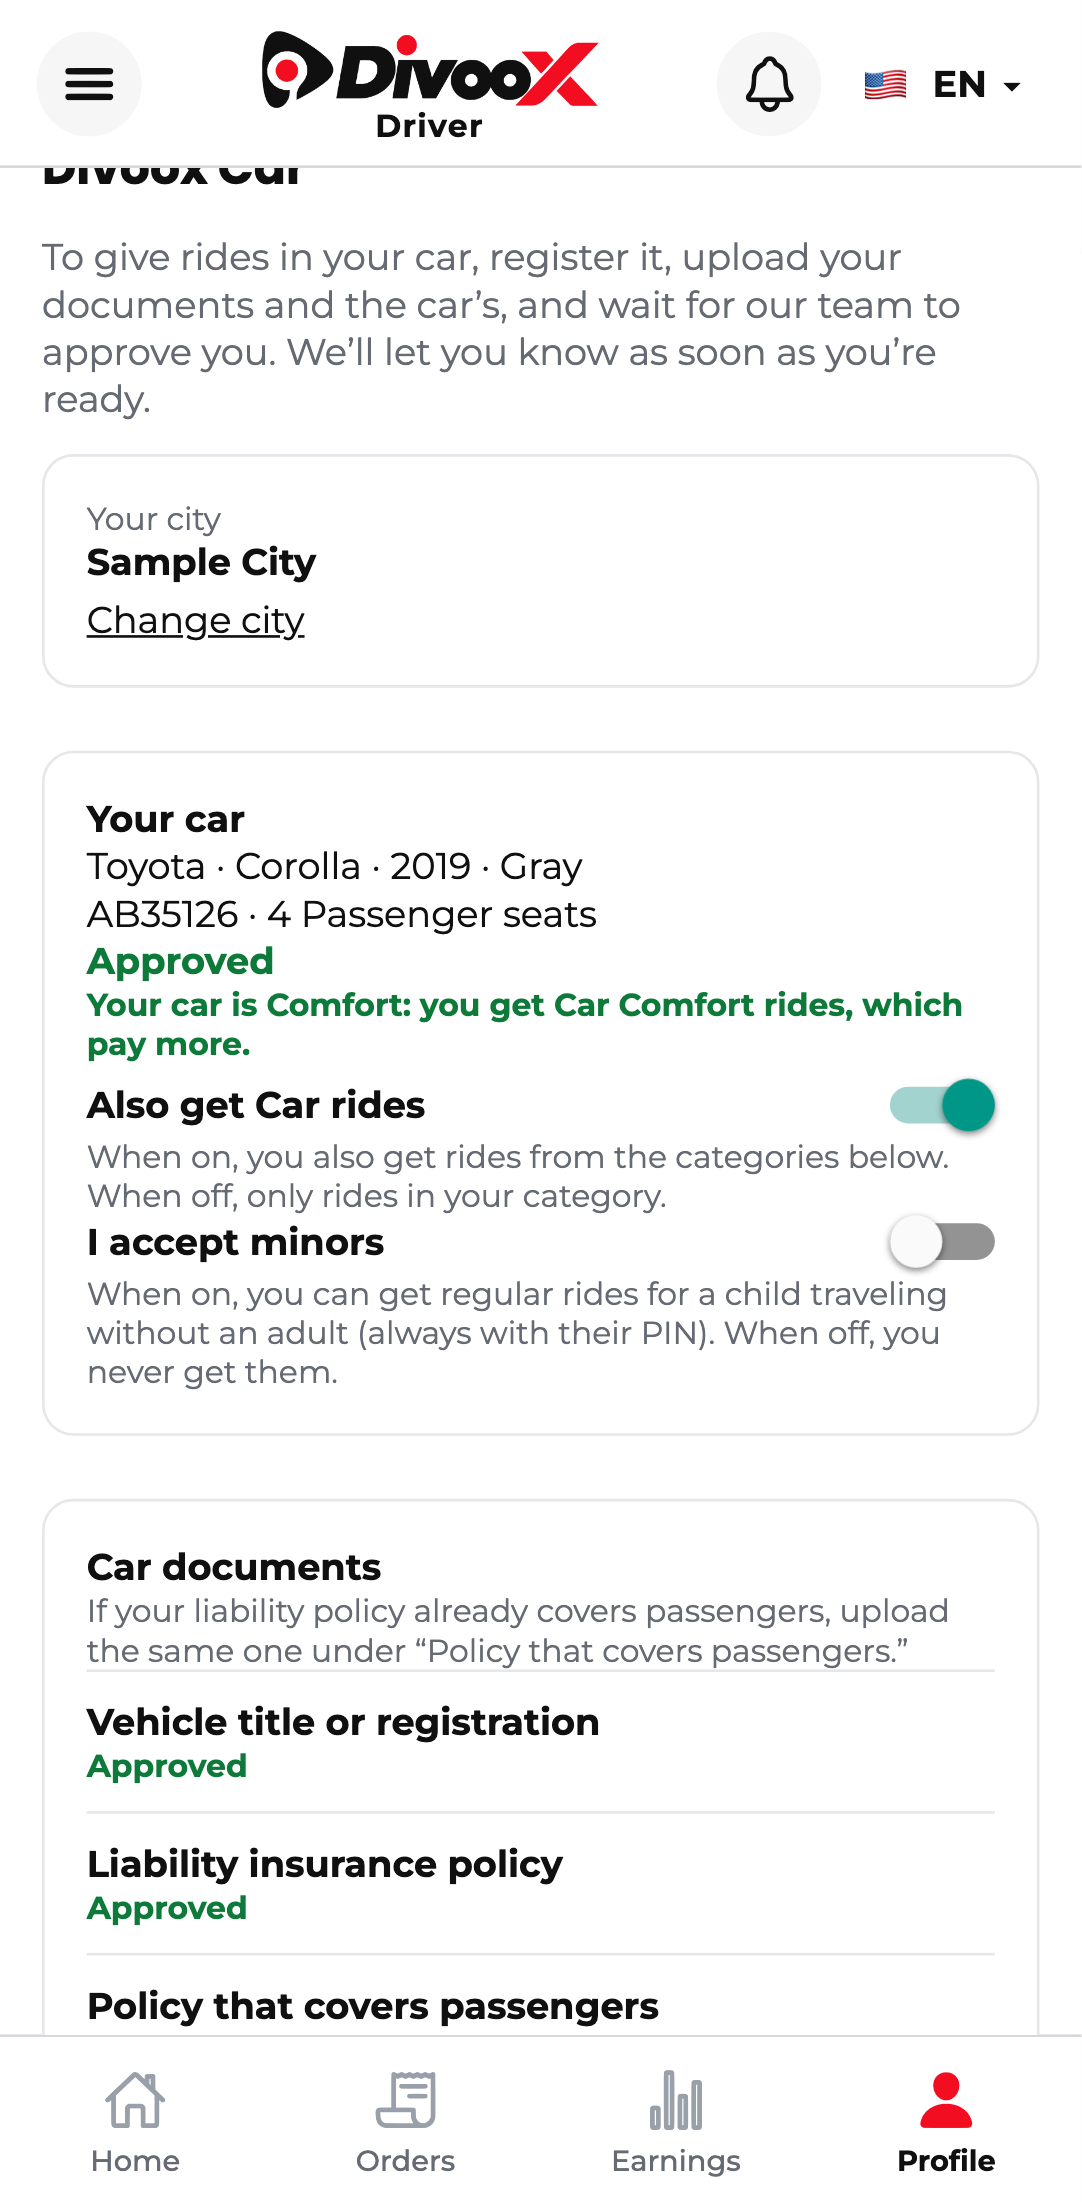 DivooX
Driver
EN
Divoox Car
To give rides in your car, register it, upload your
documents and the car’s, and wait for our team to
approve you. We’ll let you know as soon as you’re
ready.
Your city
Sample City
Change city
Your car
Toyota · Corolla · 2019 · Gray
AB35126 · 4 Passenger seats
Approved
Your car is Comfort: you get Car Comfort rides, which
pay more.
Also get Car rides
When on, you also get rides from the categories below.
When off, only rides in your category.
I accept minors
When on, you can get regular rides for a child traveling
without an adult (always with their PIN). When off, you
never get them.
Car documents
If your liability policy already covers passengers, upload
the same one under “Policy that covers passengers.”
Vehicle title or registration
Approved
Liability insurance policy
Approved
Policy that covers passengers
Home
Orders
Earnings
Profile